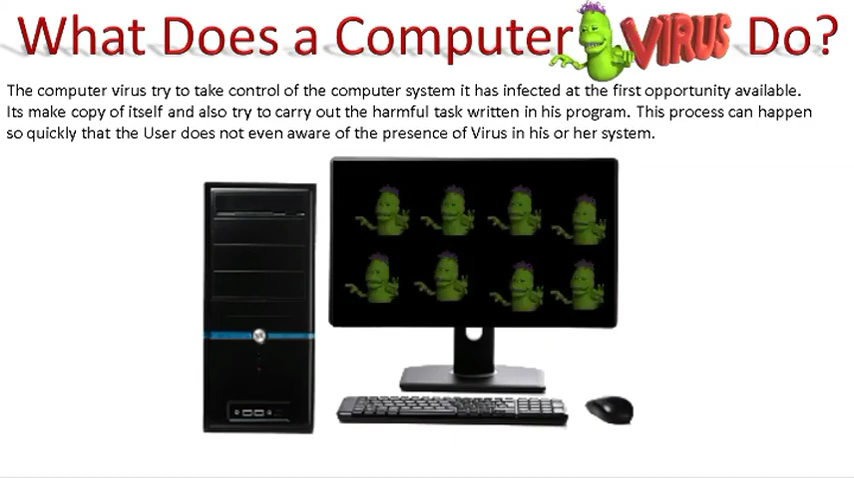 What Does a Computer VIRUS Do?
The computer virus try to take control of the computer system it has infected at the first opportunity available.
Its make copy of itself and also try to carry out the harmful task written in his program. This process can happen
so quickly that the User does not even aware of the presence of Virus in his or her system.